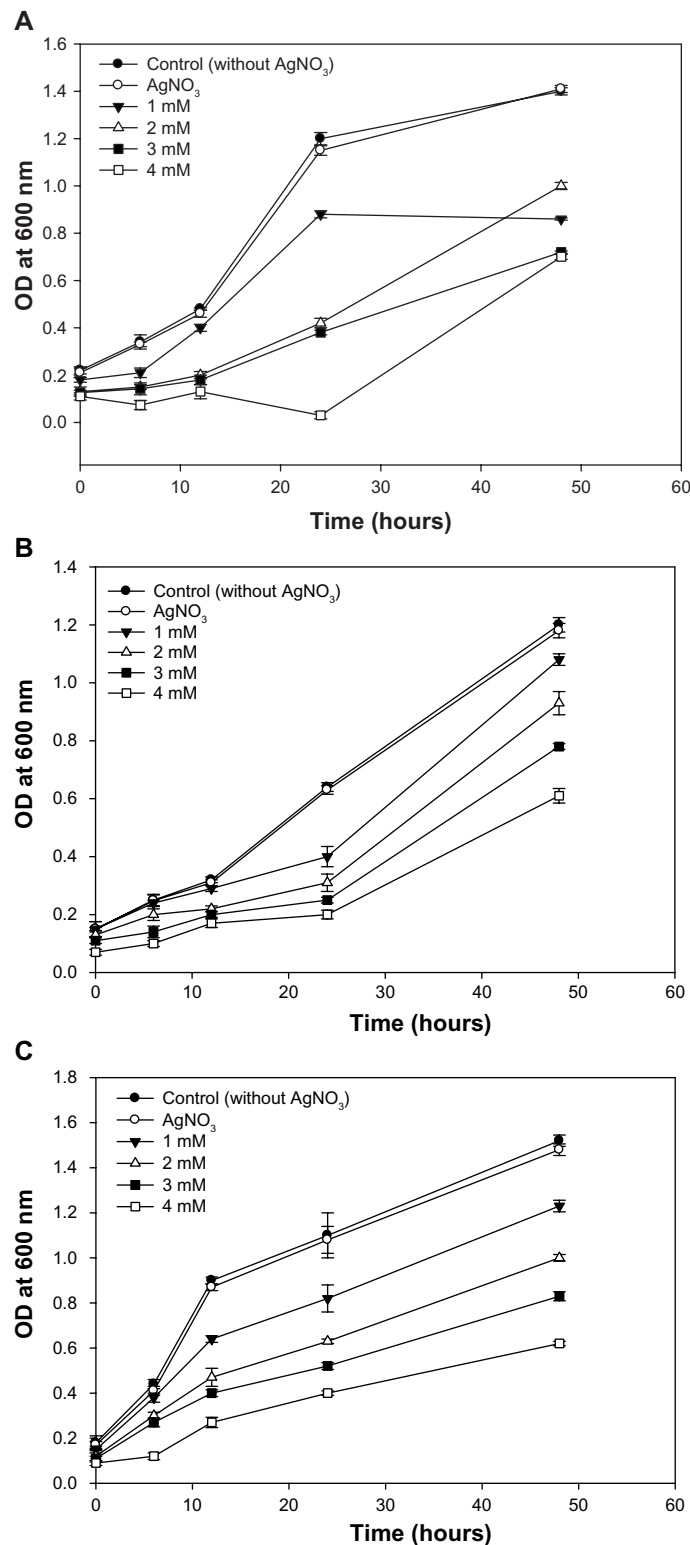 A
1.6
1.4
1.2
1.0
0.8
0.6
0.4
0.2
0.0
OD at 600 nm
Control (without AgNO₃)
AgNO₃
1 mM
2 mM
3 mM
4 mM
0 10 20 30 40 50 60
Time (hours)
B
1.4
1.2
1.0
0.8
0.6
0.4
0.2
0.0
OD at 600 nm
Control (without AgNO₃)
AgNO₃
1 mM
2 mM
3 mM
4 mM
0 10 20 30 40 50 60
Time (hours)
C
1.8
1.6
1.4
1.2
1.0
0.8
0.6
0.4
0.2
0.0
OD at 600 nm
Control (without AgNO₃)
AgNO₃
1 mM
2 mM
3 mM
4 mM
0 10 20 30 40 50 60
Time (hours)